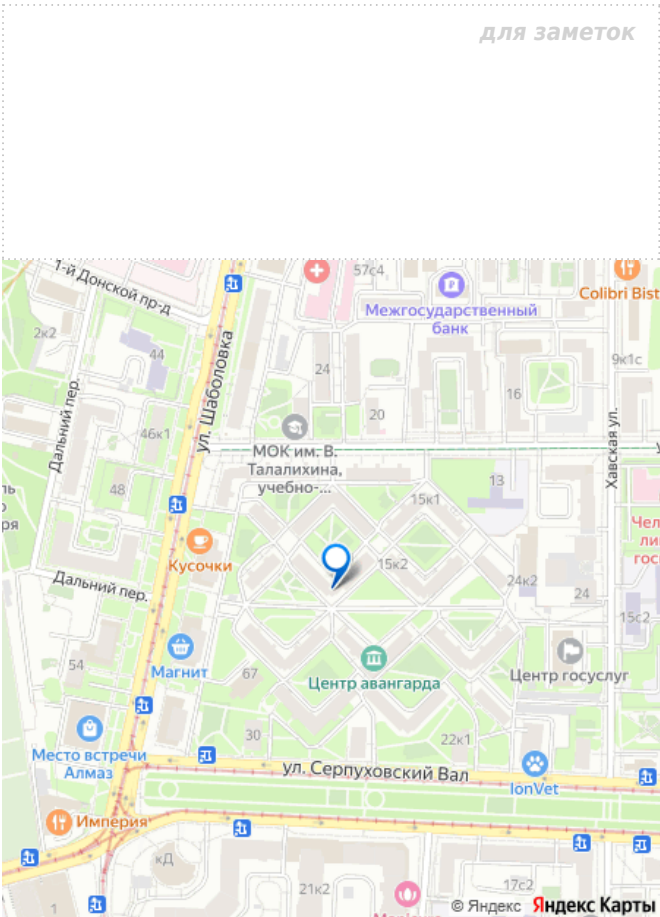 для заметок
1-й Донской пр-д
57с4
Colibri Bist
Межгосударственный
банк
2к2
44
ул. Шаболовка
24
9к1с
16
Дальний пер.
20
46к1
Хавская ул.
МОК им. В.
Талалихина,
учебно-...
13
48
15к1
Кусочки
15к2
Дальний пер.
24к2
24
15с2
54
Магнит
67
Центр авангарда
Центр госуслуг
30
22к1
Место встречи
Алмаз
ул. Серпуховский Вал
IonVet
Империя
кД
21к2
17с2
1
© Яндекс Яндекс Карты